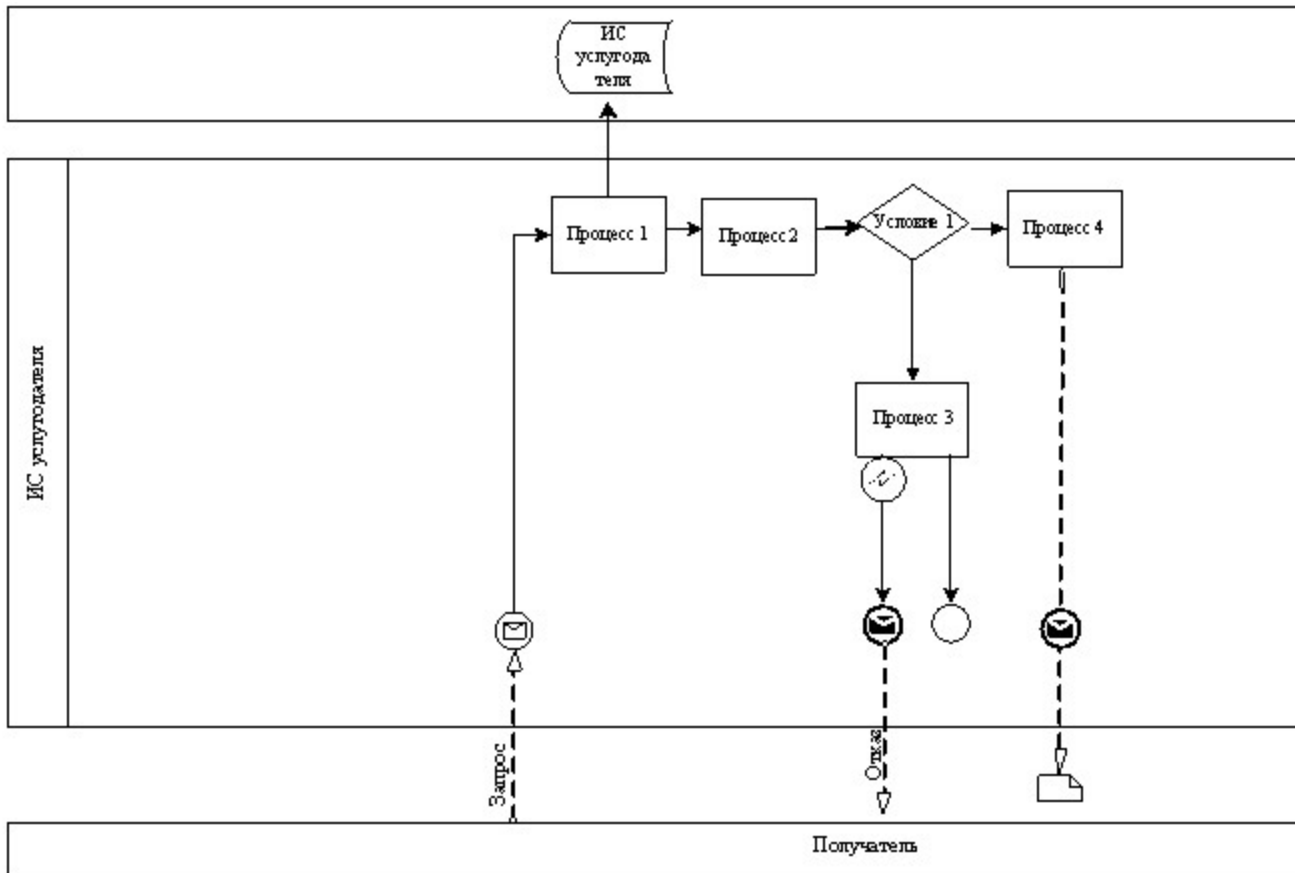 ИС
услугода
теля
Процесс 1
Процесс 2
Условие 1
Процесс 4
ИС услугодателя
Процесс 3
Запрос
Отказ
Получатель